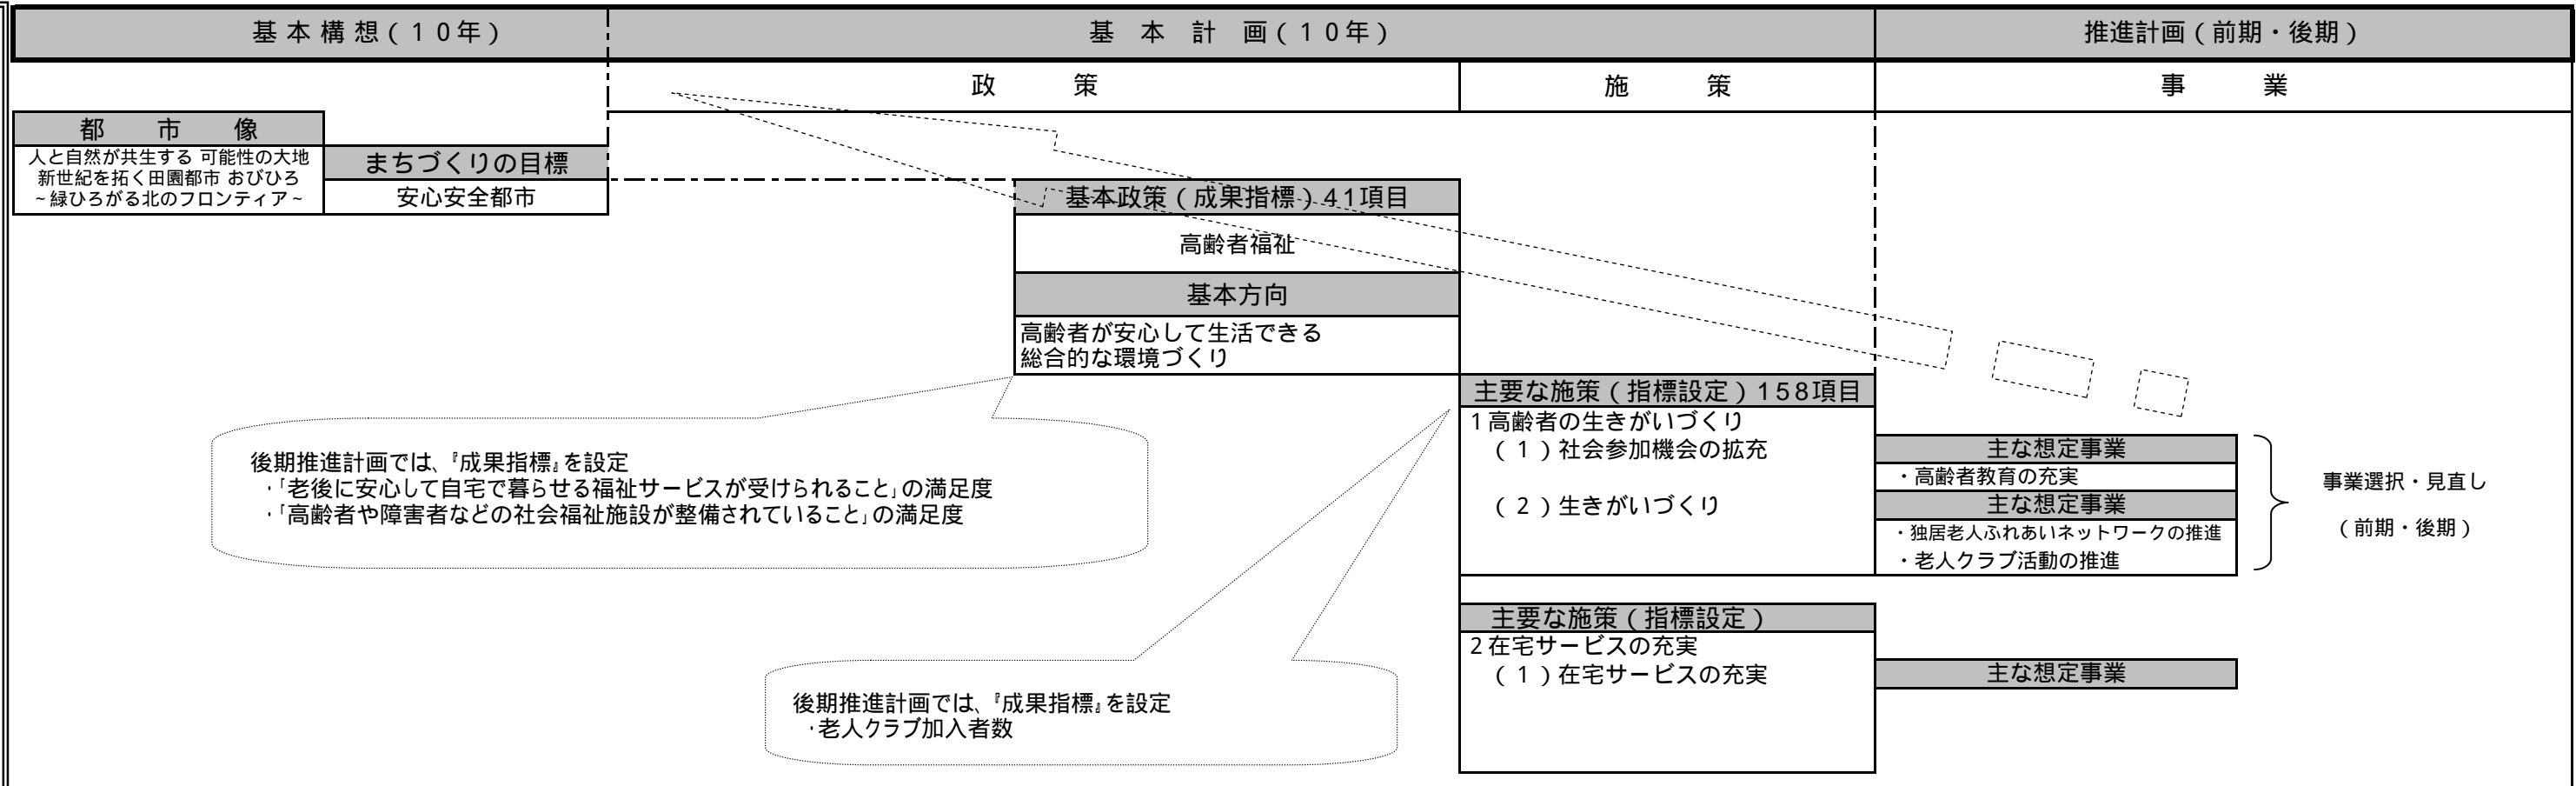 基 本 構 想(１０年)
基　本　計　画(１０年)
推進計画(前期・後期)
政　　　策
施　　　策
事　　　業
都　市　像
人と自然が共生する 可能性の大地
新世紀を拓く田園都市 おびひろ
~緑ひろがる北のフロンティア~
まちづくりの目標
安心安全都市
基本政策(成果指標)41項目
高齢者福祉
基本方向
高齢者が安心して生活できる
総合的な環境づくり
主要な施策(指標設定)158項目
1高齢者の生きがいづくり
(1)社会参加機会の拡充
(2)生きがいづくり
主な想定事業
・高齢者教育の充実
主な想定事業
・独居老人ふれあいネットワークの推進
・老人クラブ活動の推進
事業選択・見直し
(前期・後期)
後期推進計画では、『成果指標』を設定
・「老後に安心して自宅で暮らせる福祉サービスが受けられること」の満足度
・「高齢者や障害者などの社会福祉施設が整備されていること」の満足度
主要な施策(指標設定)
2在宅サービスの充実
(1)在宅サービスの充実
主な想定事業
後期推進計画では、『成果指標』を設定
・老人クラブ加入者数